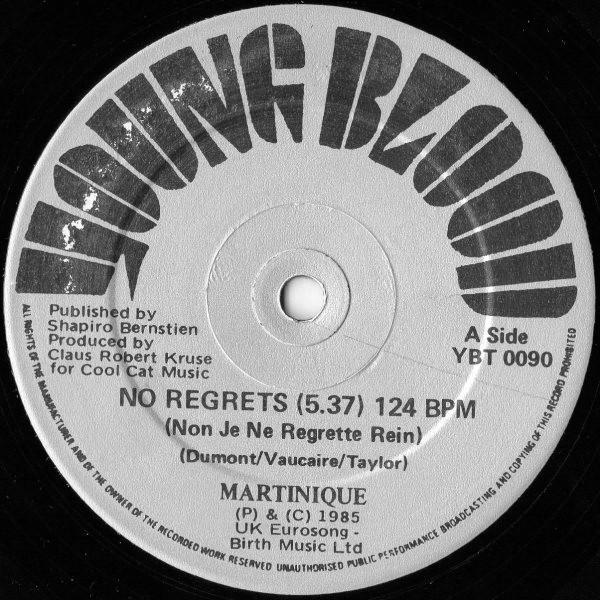 YOUNG BLOOD
Published by
Shapiro Bernstien
Produced by
Claus Robert Kruse
for Cool Cat Music
A Side
YBT 0090
NO REGRETS (5.37) 124 BPM
(Non Je Ne Regrette Rein)
(Dumont/Vaucaire/Taylor)
MARTINIQUE
(P) & (C) 1985
UK Eurosong -
Birth Music Ltd
ALL RIGHTS OF THE MANUFACTURER AND OF THE OWNER OF THE RECORDED WORK RESERVED UNAUTHORISED PUBLIC PERFORMANCE BROADCASTING AND COPYING OF THIS RECORD PROHIBITED